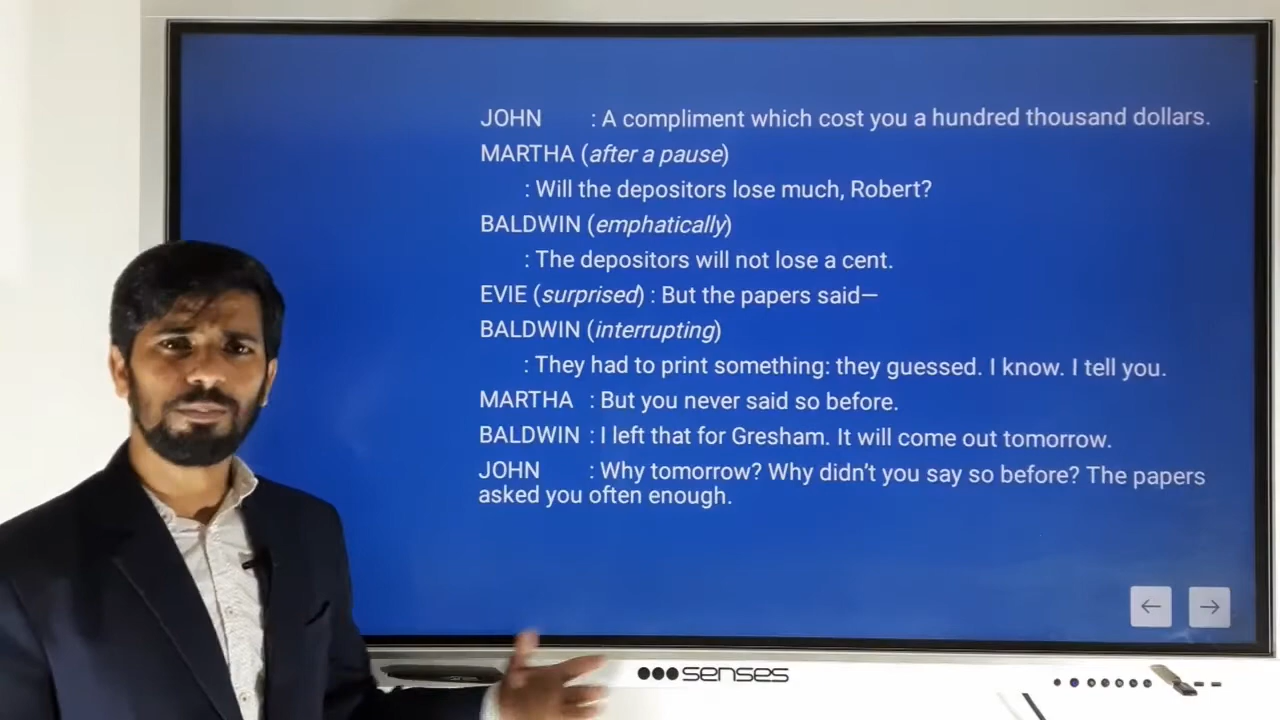 JOHN : A compliment which cost you a hundred thousand dollars.
MARTHA (after a pause)
: Will the depositors lose much, Robert?
BALDWIN (emphatically)
: The depositors will not lose a cent.
EVIE (surprised) : But the papers said—
BALDWIN (interrupting)
: They had to print something: they guessed. I know. I tell you.
MARTHA : But you never said so before.
BALDWIN : I left that for Gresham. It will come out tomorrow.
JOHN : Why tomorrow? Why didn't you say so before? The papers
asked you often enough.
senses